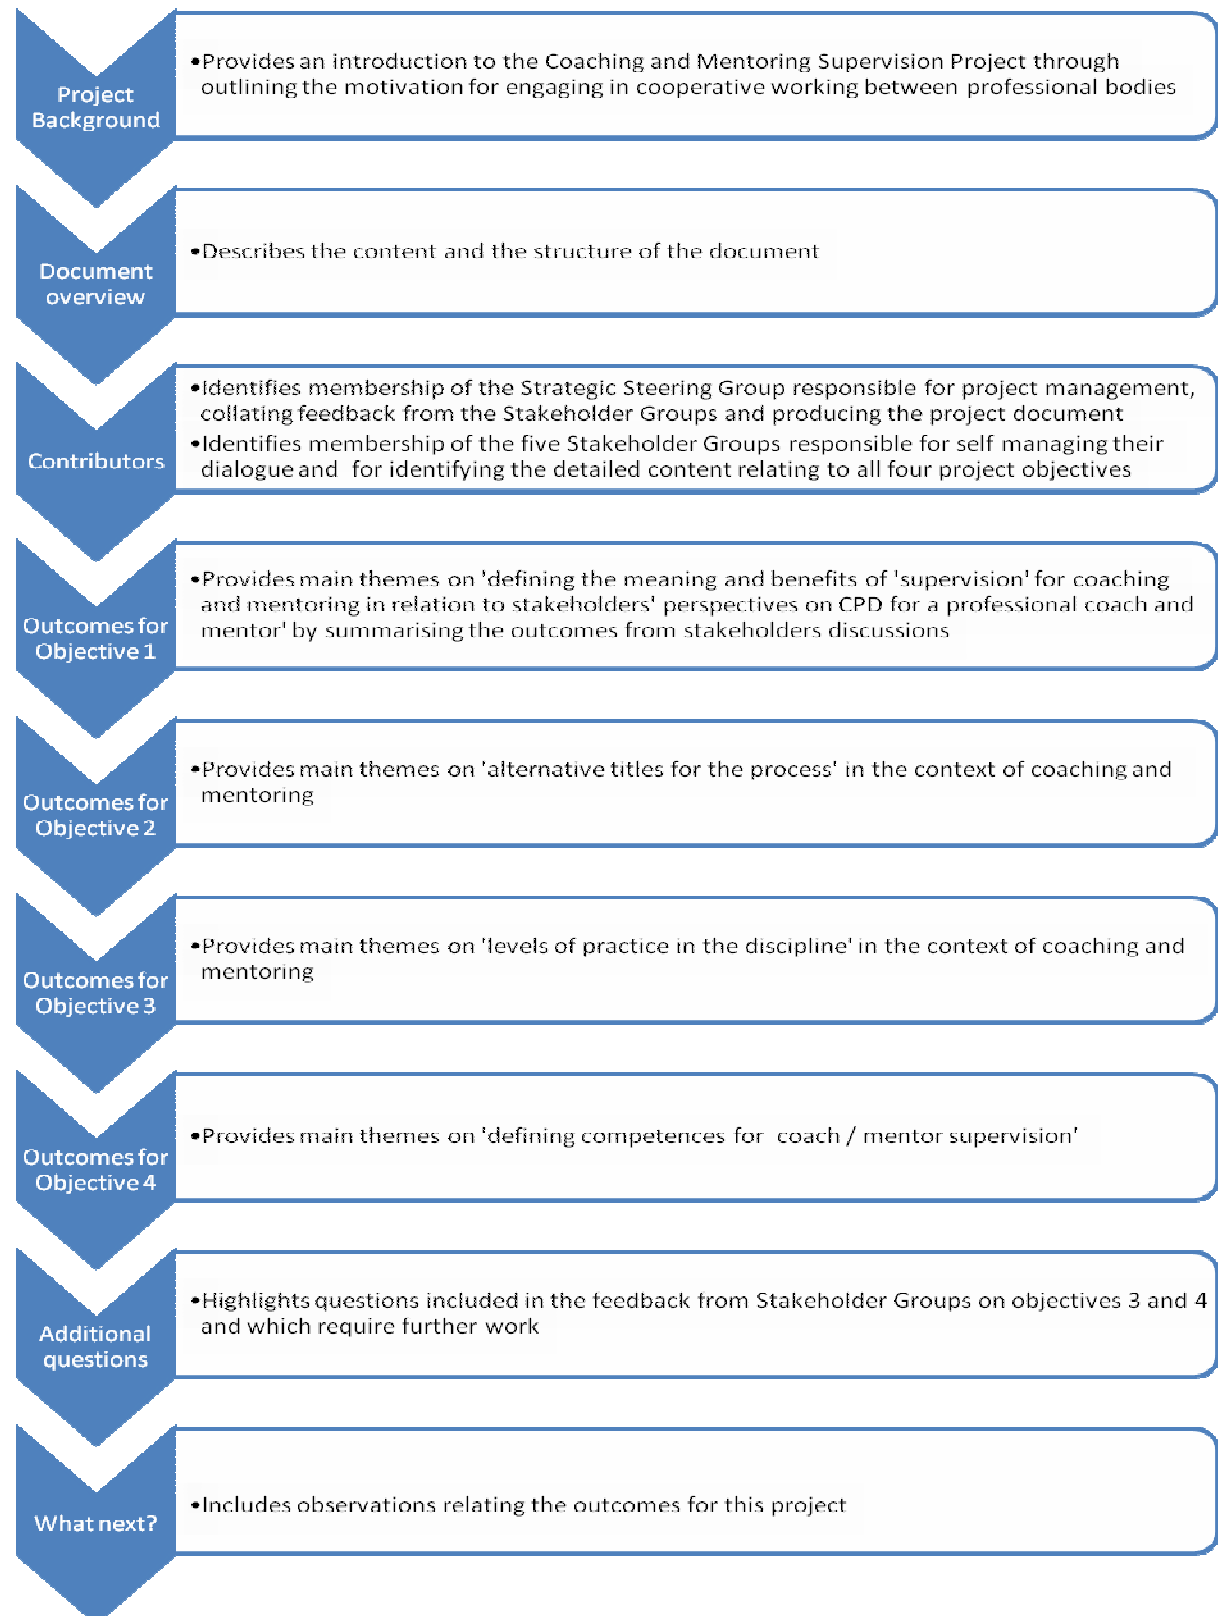 Project
Background
•Provides an introduction to the Coaching and Mentoring Supervision Project through
outlining the motivation for engaging in cooperative working between professional bodies
Document
overview
•Describes the content and the structure of the document
Contributors
•Identifies membership of the Strategic Steering Group responsible for project management,
collating feedback from the Stakeholder Groups and producing the project document
•Identifies membership of the five Stakeholder Groups responsible for self managing their
dialogue and for identifying the detailed content relating to all four project objectives
Outcomes for
Objective 1
•Provides main themes on 'defining the meaning and benefits of 'supervision' for coaching
and mentoring in relation to stakeholders' perspectives on CPD for a professional coach and
mentor' by summarising the outcomes from stakeholders discussions
Outcomes for
Objective 2
•Provides main themes on 'alternative titles for the process' in the context of coaching and
mentoring
Outcomes for
Objective 3
•Provides main themes on 'levels of practice in the discipline' in the context of coaching and
mentoring
Outcomes for
Objective 4
•Provides main themes on 'defining competences for coach / mentor supervision'
Additional
questions
•Highlights questions included in the feedback from Stakeholder Groups on objectives 3 and 4
and which require further work
What next?
•Includes observations relating the outcomes for this project